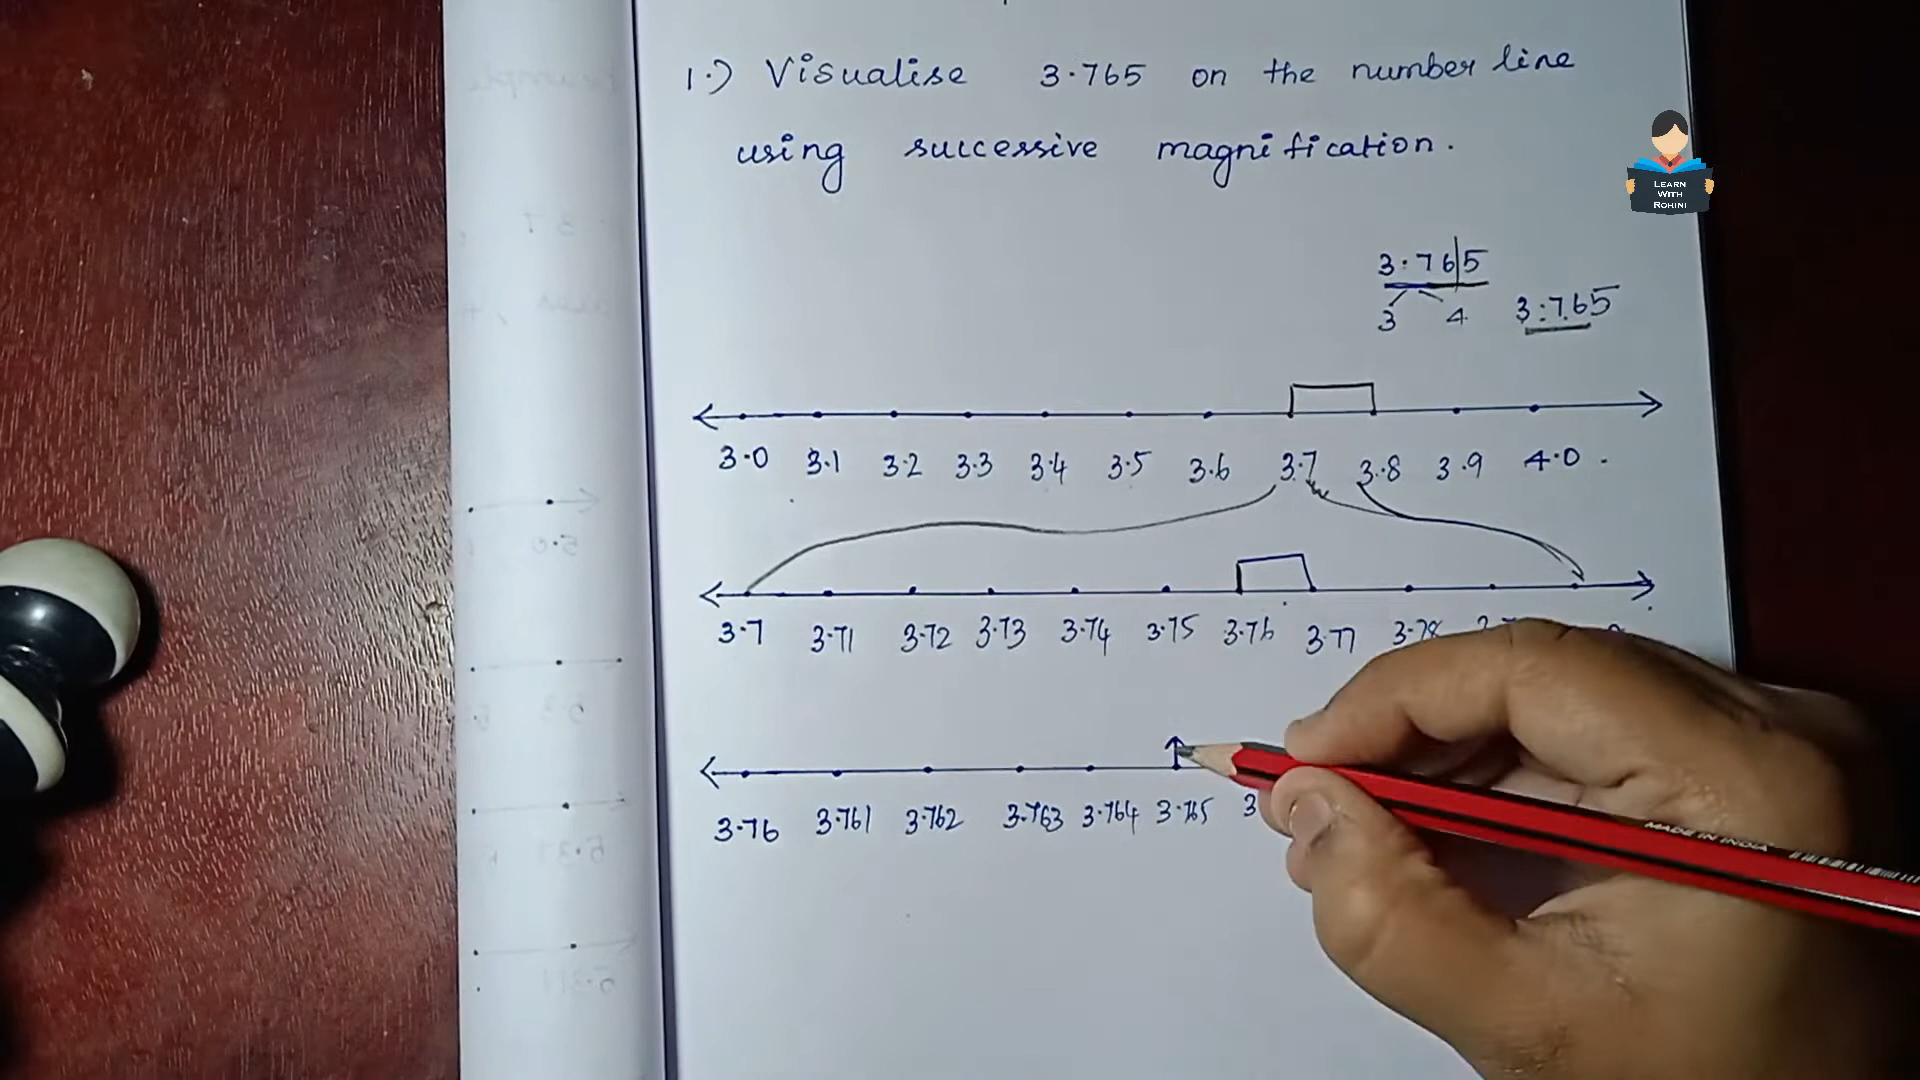 1.) Visualise 3.765 on the number line
using successive magnification.
LEARN
WITH
ROHINI
3.765
3 4
3.765
3.0 3.1 3.2 3.3 3.4 3.5 3.6 3.7 3.8 3.9 4.0 .
3.7 3.71 3.72 3.73 3.74 3.75 3.76 3.77 3.78
3.76 3.761 3.762 3.763 3.764 3.765 3
MADE IN INDIA